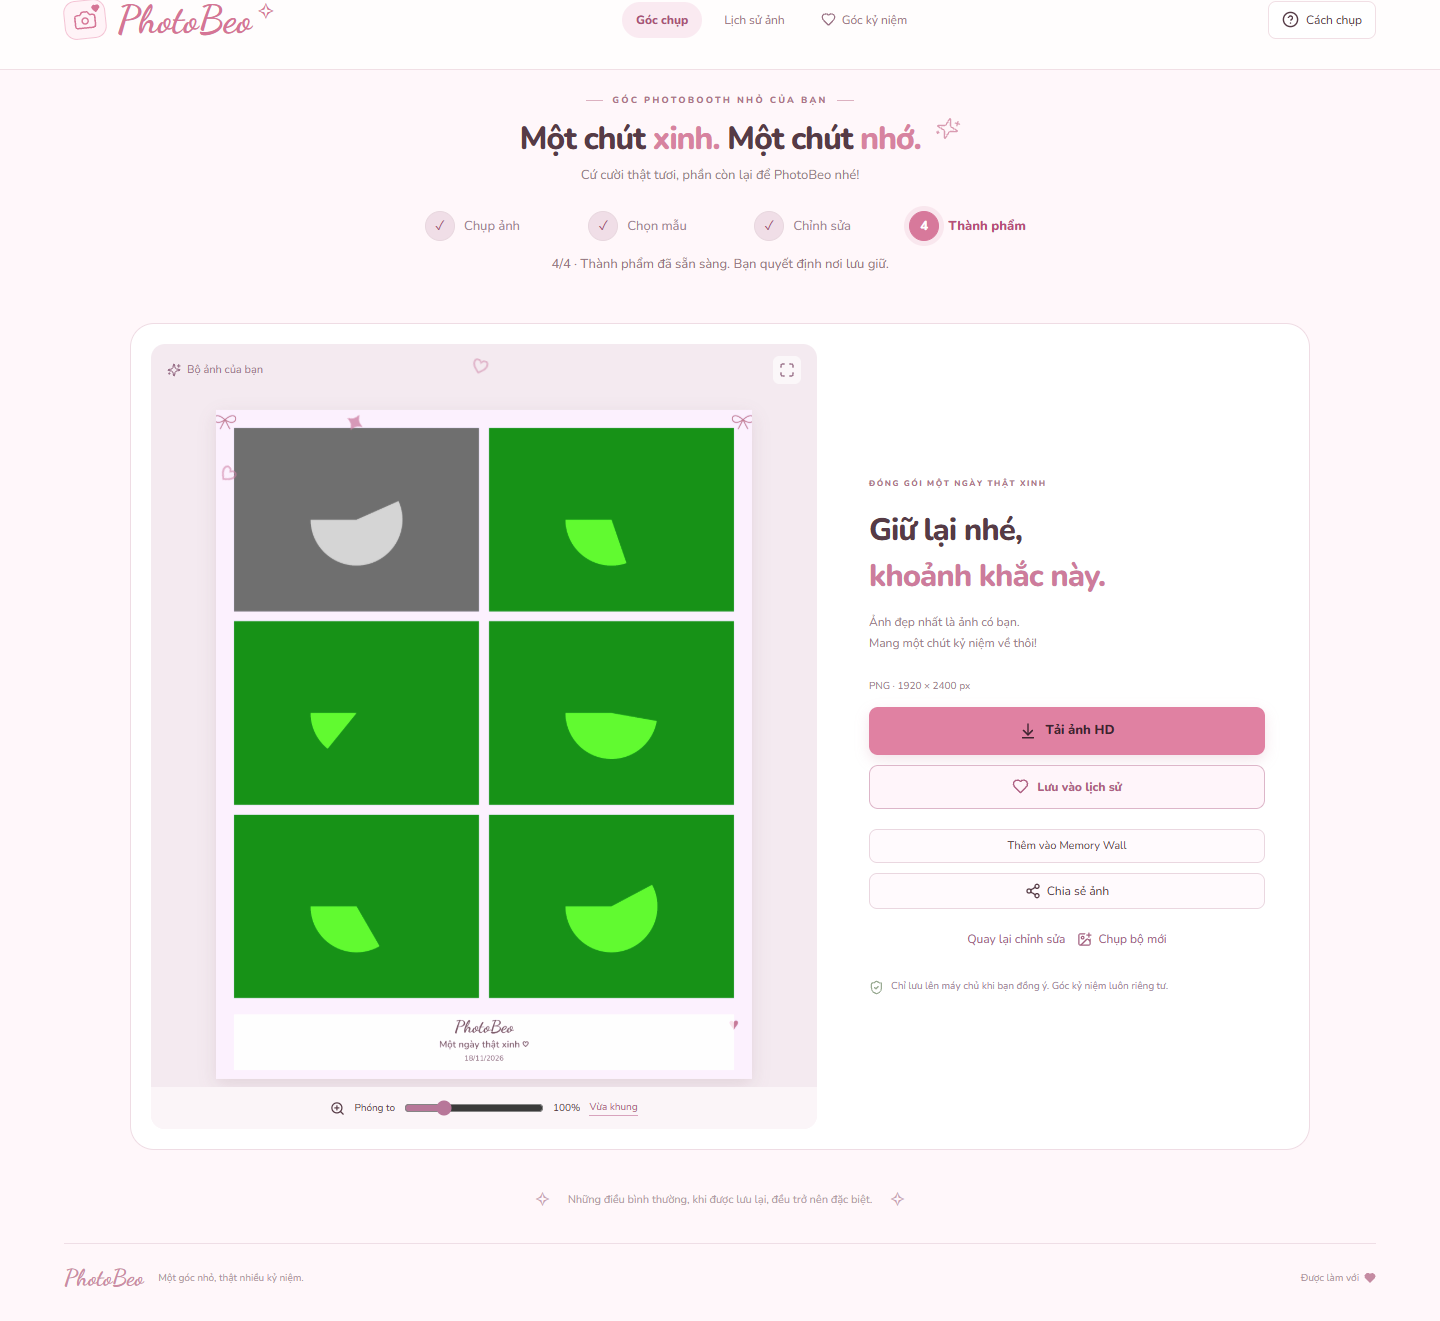 PhotoBeo
Góc chụp
Lịch sử ảnh
Góc kỷ niệm
Cách chụp
GÓC PHOTOBOOTH NHỎ CỦA BẠN
Một chút xinh. Một chút nhớ.
Cứ cười thật tươi, phần còn lại để PhotoBeo nhé!
✓ Chụp ảnh
✓ Chọn mẫu
✓ Chỉnh sửa
4 Thành phẩm
4/4 · Thành phẩm đã sẵn sàng. Bạn quyết định nơi lưu giữ.
Bộ ảnh của bạn
PhotoBeo
Một ngày thật xinh ♡
18/11/2026
Phóng to
100%
Vừa khung
ĐÓNG GÓI MỘT NGÀY THẬT XINH
Giữ lại nhé,
khoảnh khắc này.
Ảnh đẹp nhất là ảnh có bạn.
Mang một chút kỷ niệm về thôi!
PNG · 1920 × 2400 px
Tải ảnh HD
Lưu vào lịch sử
Thêm vào Memory Wall
Chia sẻ ảnh
Quay lại chỉnh sửa
Chụp bộ mới
Chỉ lưu lên máy chủ khi bạn đồng ý. Góc kỷ niệm luôn riêng tư.
Những điều bình thường, khi được lưu lại, đều trở nên đặc biệt.
PhotoBeo
Một góc nhỏ, thật nhiều kỷ niệm.
Được làm với